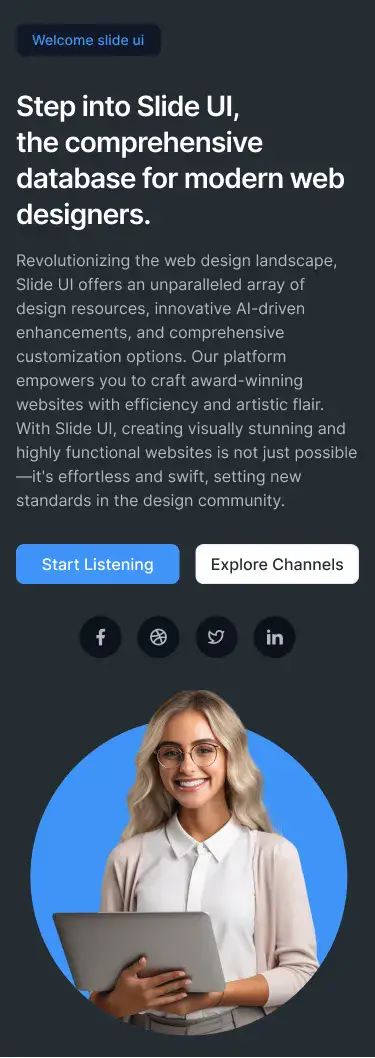 Welcome slide ui
Step into Slide UI,
the comprehensive
database for modern web
designers.
Revolutionizing the web design landscape,
Slide UI offers an unparalleled array of
design resources, innovative AI-driven
enhancements, and comprehensive
customization options. Our platform
empowers you to craft award-winning
websites with efficiency and artistic flair.
With Slide UI, creating visually stunning and
highly functional websites is not just possible
—it's effortless and swift, setting new
standards in the design community.
Start Listening
Explore Channels